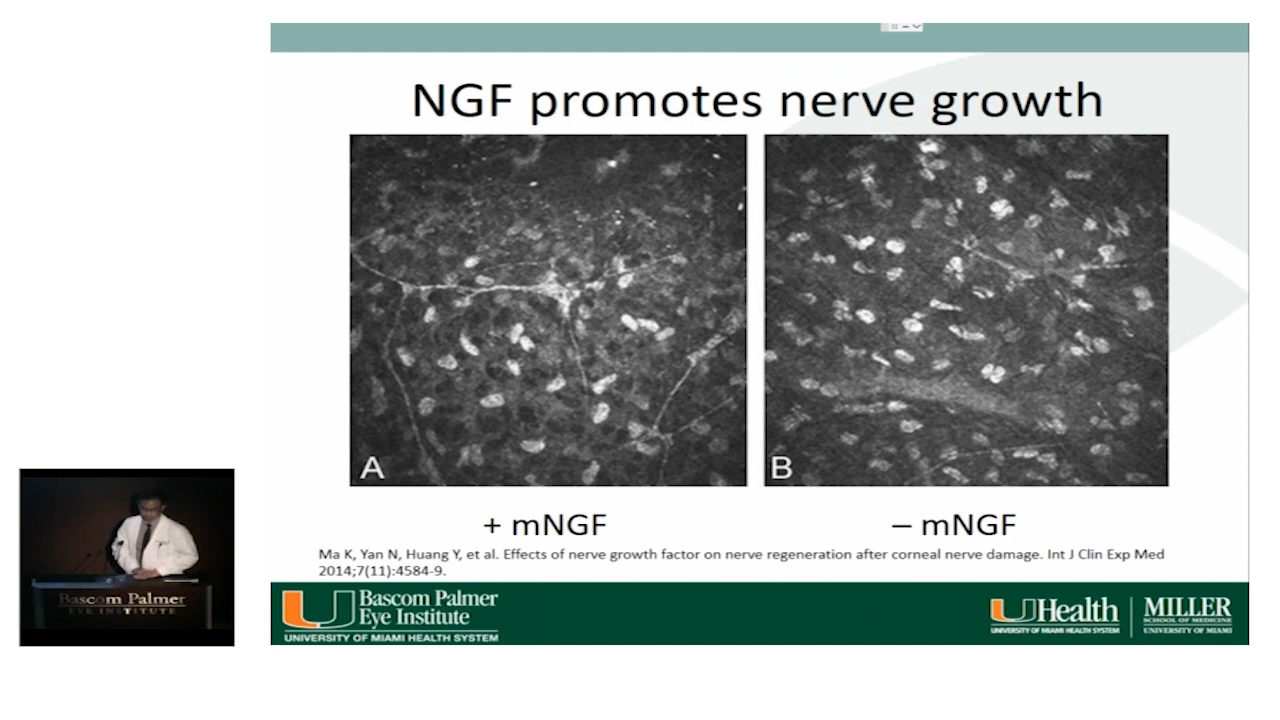 NGF promotes nerve growth
A
B
+ mNGF
– mNGF
Ma K, Yan N, Huang Y, et al. Effects of nerve growth factor on nerve regeneration after corneal nerve damage. Int J Clin Exp Med
2014;7(11):4584-9.
Bascom Palmer
Eye Institute
UNIVERSITY OF MIAMI HEALTH SYSTEM
UHealth
UNIVERSITY OF MIAMI HEALTH SYSTEM
MILLER
SCHOOL OF MEDICINE
UNIVERSITY OF MIAMI
Bascom Palmer
EYE INSTITUTE